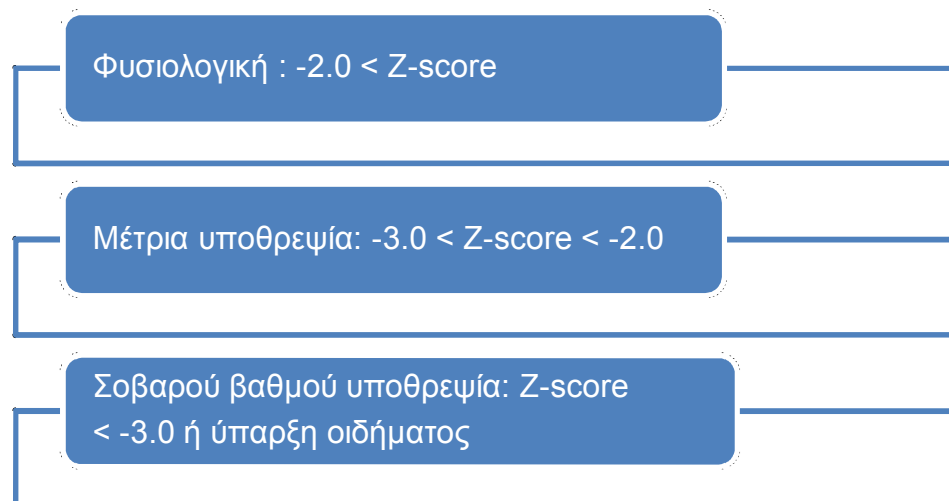 Φυσιολογική : -2.0 < Z-score
Μέτρια υποθρεψία: -3.0 < Z-score < -2.0
Σοβαρού βαθμού υποθρεψία: Z-score
< -3.0 ή ύπαρξη οιδήματος